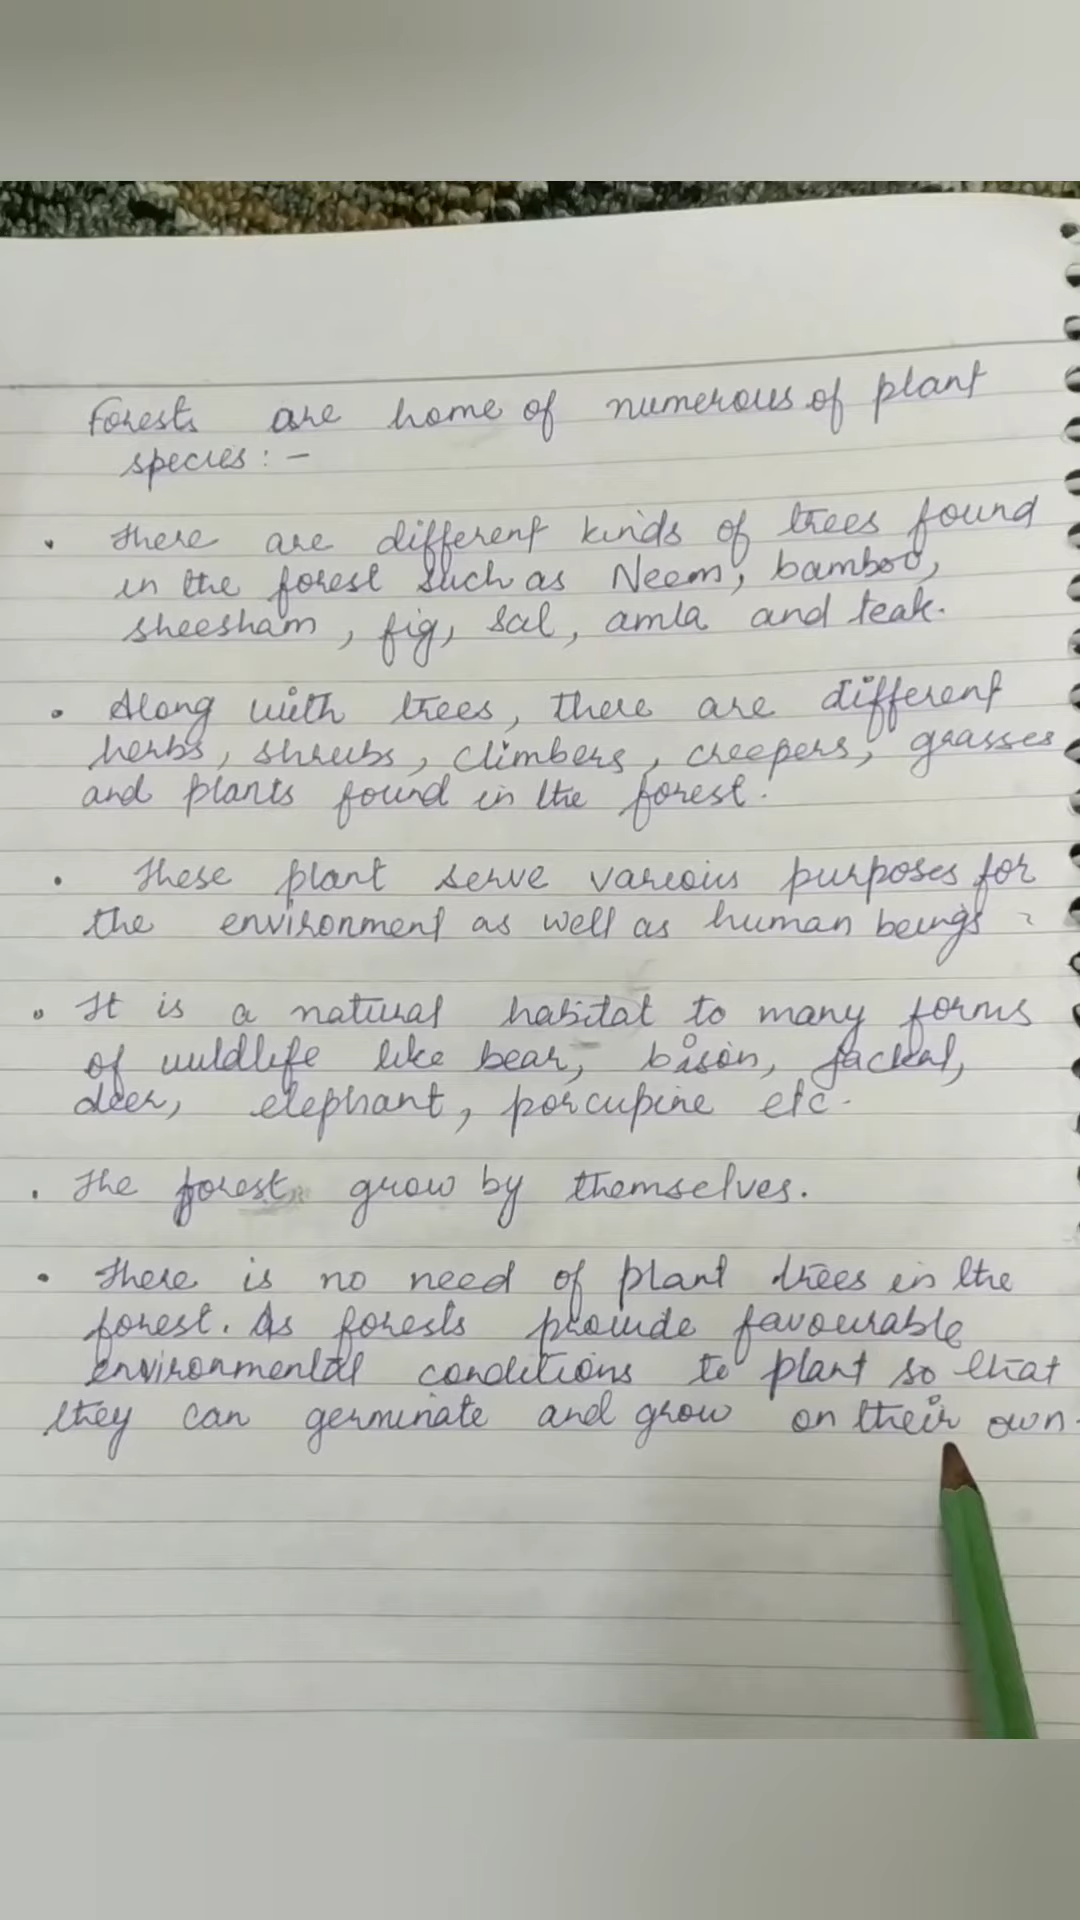 Forests are home of numerous of plant
species : -
• There are different kinds of trees found
in the forest such as Neem, bamboo,
sheesham, fig, sal, amla and teak.
• Along with trees, there are different
herbs, shrubs, climbers, creepers, grasses
and plants found in the forest.
• These plant serve various purposes for
the environment as well as human beings
• It is a natural habitat to many forms
of wildlife like bear, bison, jackal,
deer, elephant, porcupine etc.
• The forest grow by themselves.
• There is no need of plant trees in the
forest. As forests provide favourable
environmental conditions to plant so that
they can germinate and grow on their own.